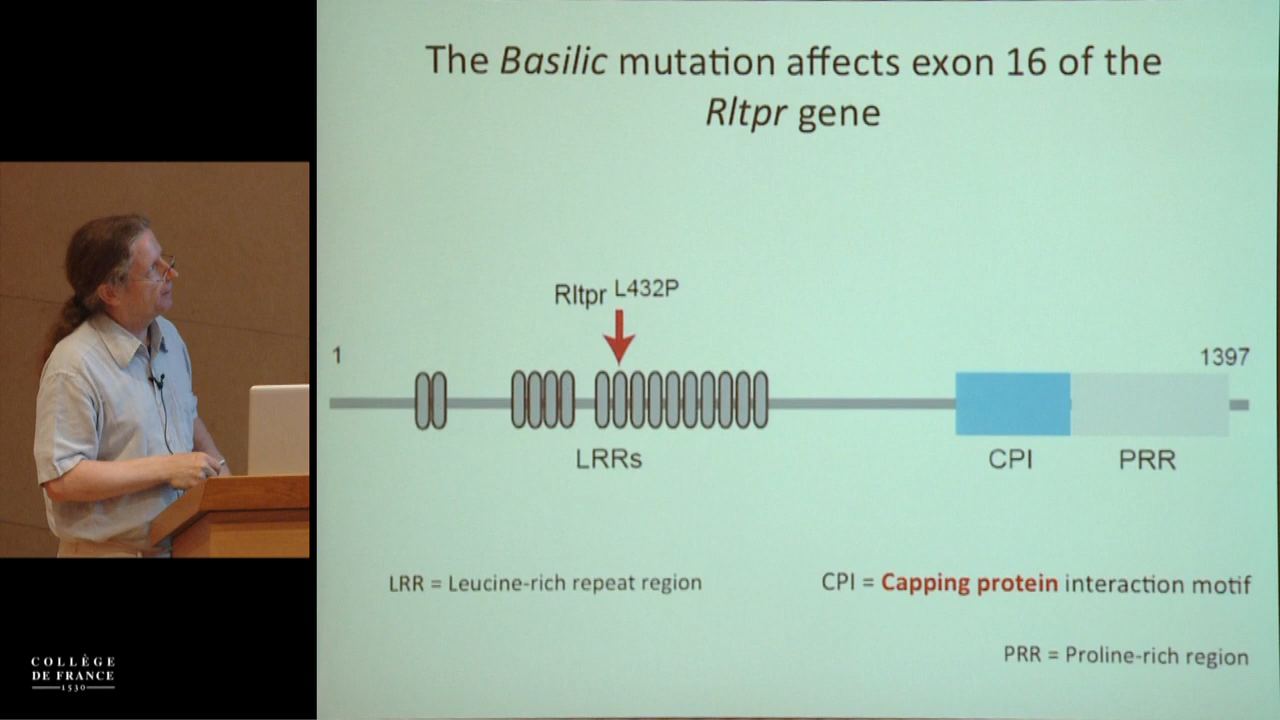 The Basilic mutation affects exon 16 of the
Rltpr gene
Rltpr L432P
1
1397
LRRs
CPI
PRR
LRR = Leucine-rich repeat region
CPI = Capping protein interaction motif
PRR = Proline-rich region
COLLÈGE
DE FRANCE
1530